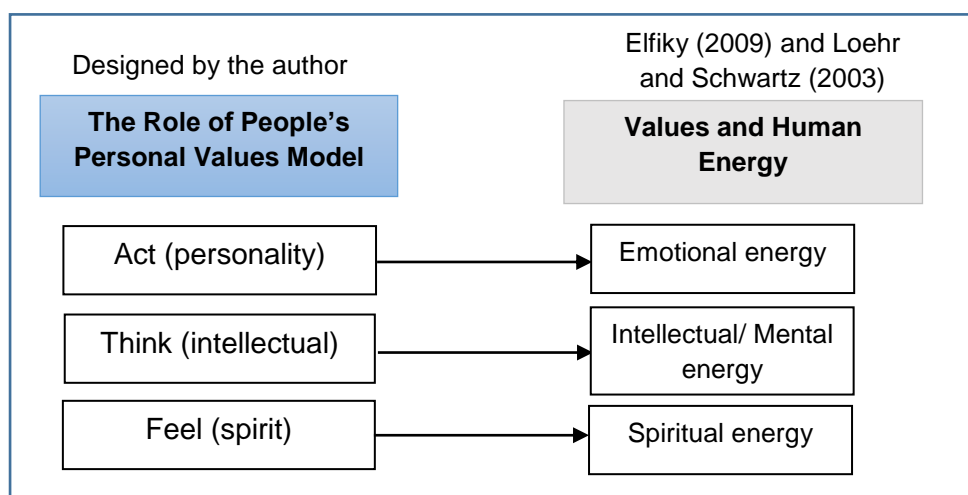 Designed by the author
The Role of People’s
Personal Values Model
Elfiky (2009) and Loehr
and Schwartz (2003)
Values and Human
Energy
Act (personality)
Emotional energy
Think (intellectual)
Intellectual/ Mental
energy
Feel (spirit)
Spiritual energy